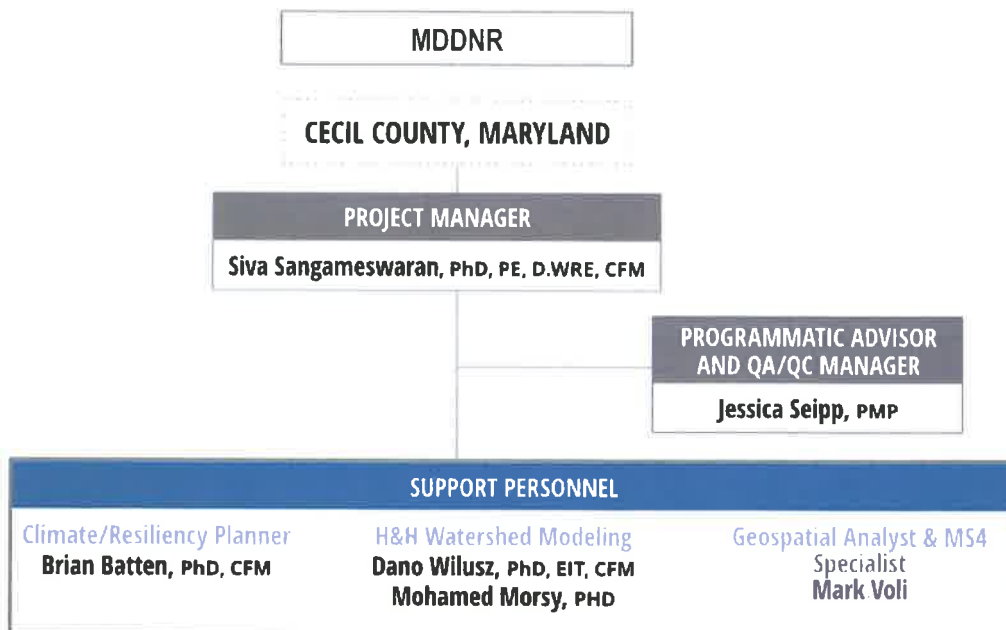 MDDNR
CECIL COUNTY, MARYLAND
PROJECT MANAGER
Siva Sangameswaran, PhD, PE, D.WRE, CFM
PROGRAMMATIC ADVISOR
AND QA/QC MANAGER
Jessica Seipp, PMP
SUPPORT PERSONNEL
Climate/Resiliency Planner
Brian Batten, PhD, CFM
H&H Watershed Modeling
Dano Wilusz, PhD, EIT, CFM
Mohamed Morsy, PHD
Geospatial Analyst & MS4
Specialist
Mark Voli